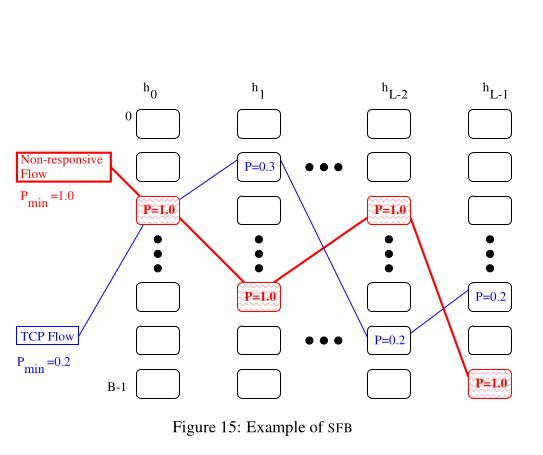 h0 h1 hL-2 hL-1
0
Non-responsive
Flow
P=0.3
Pmin =1.0
P=1.0 P=1.0
P=1.0 P=0.2
TCP Flow
P=0.2
Pmin =0.2
B-1 P=1.0
Figure 15: Example of SFB